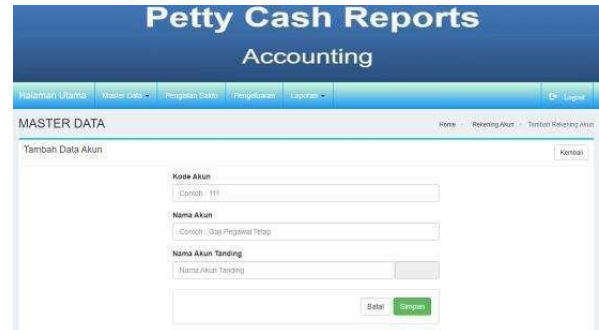 Petty Cash Reports
Accounting
Halaman Utama Master Data Pengisian Saldo Pengeluaran Laporan Logout
MASTER DATA Home Rekening Akun Tambah Rekening Akun
Tambah Data Akun Kembali
Kode Akun
Contoh : 111
Nama Akun
Contoh : Gaji Pegawai Tetap
Nama Akun Tanding
Nama Akun Tanding
Batal Simpan